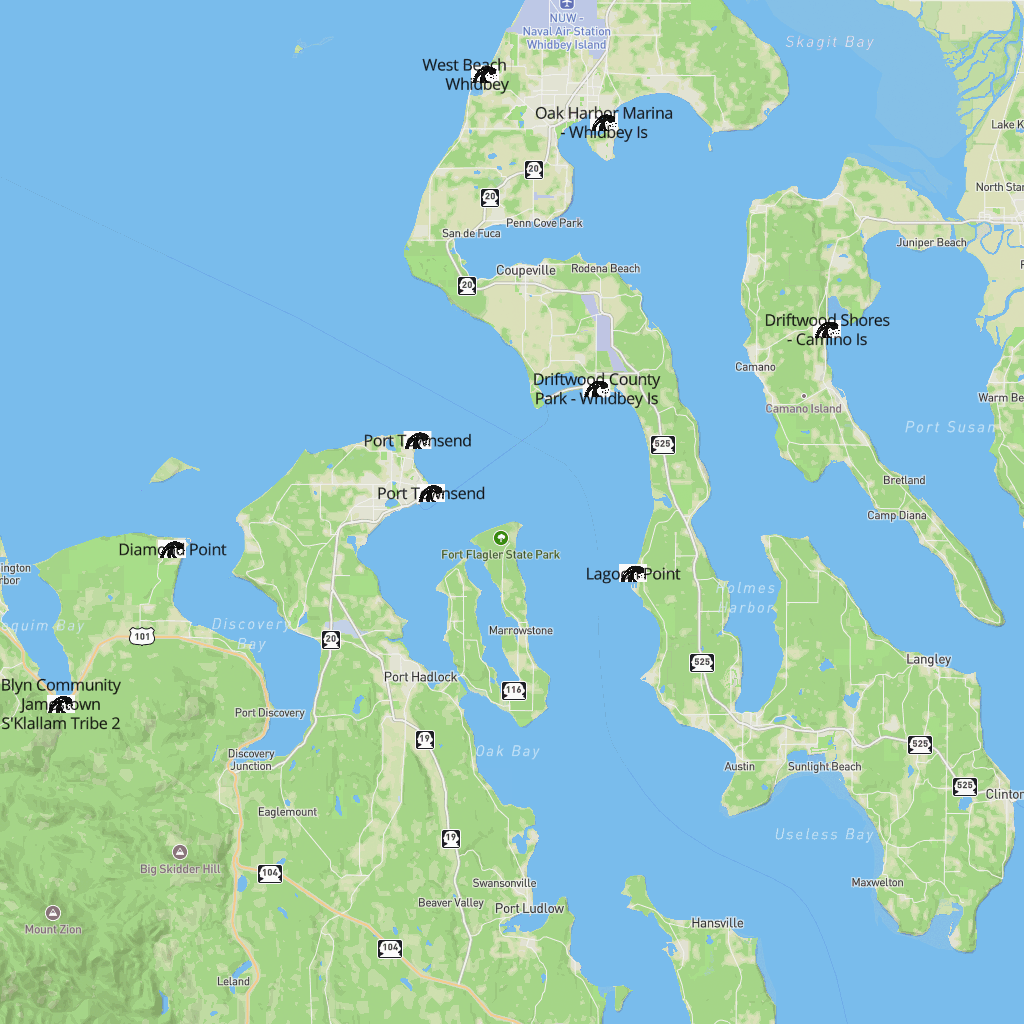 NUW -
Naval Air Station
Whidbey Island
Skagit Bay
West Beach
Whidbey
Oak Harbor Marina
- Whidbey Is
Lake K
20
20
North Sta
Penn Cove Park
San de Fuca
Juniper Beach
Coupeville
Rodena Beach
20
Driftwood Shores
- Camino Is
Camano
Driftwood County
Park - Whidbey Is
Camano Island
Warm Be
Port Susan
Port Townsend
525
Bretland
Port Townsend
Camp Diana
Diamond Point
Fort Flagler State Park
ington
rbor
Lagoon Point
Holmes
Harbor
equim Bay
Discovery
Bay
101
20
Marrowstone
Langley
525
Port Hadlock
Blyn Community
Jamestown
S'Klallam Tribe 2
116
Port Discovery
19
Oak Bay
525
Discovery
Junction
Austin
Sunlight Beach
525
Clinton
Eaglemount
Useless Bay
19
Big Skidder Hill
104
Swansonville
Maxwelton
Beaver Valley
Port Ludlow
Mount Zion
Hansville
104
Leland